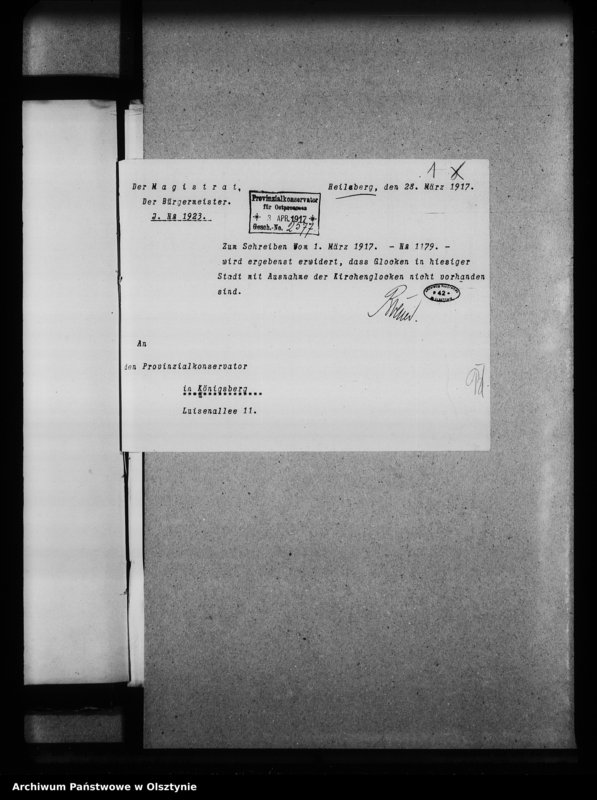 1
Der Magistrat,
Heilsberg, den 28. März 1917.
Der Bürgermeister.
J. No 1923.
Provinzialkonservator
für Ostpreussen
3 APR. 1917
Gesch.-No. 2577
Zum Schreiben Vom 1. März 1917. - No 1179. -
wird ergebenst erwidert, dass Glocken in hiesiger
Stadt mit Ausnahme der Kirchenglocken nicht vorhanden
sind.
* 42 *
An
den Provinzialkonservator
in Königsberg
Luisenallee 11.
Archiwum Państwowe w Olsztynie